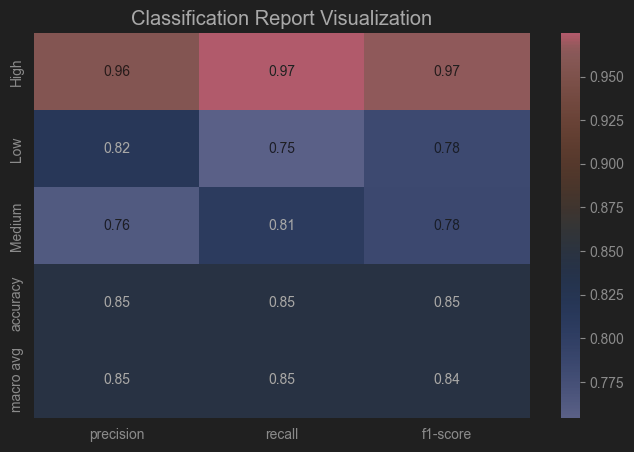 Classification Report Visualization
High 0.96 0.97 0.97
Low 0.82 0.75 0.78
Medium 0.76 0.81 0.78
accuracy 0.85 0.85 0.85
macro avg 0.85 0.85 0.84
precision recall f1-score
0.950
0.925
0.900
0.875
0.850
0.825
0.800
0.775